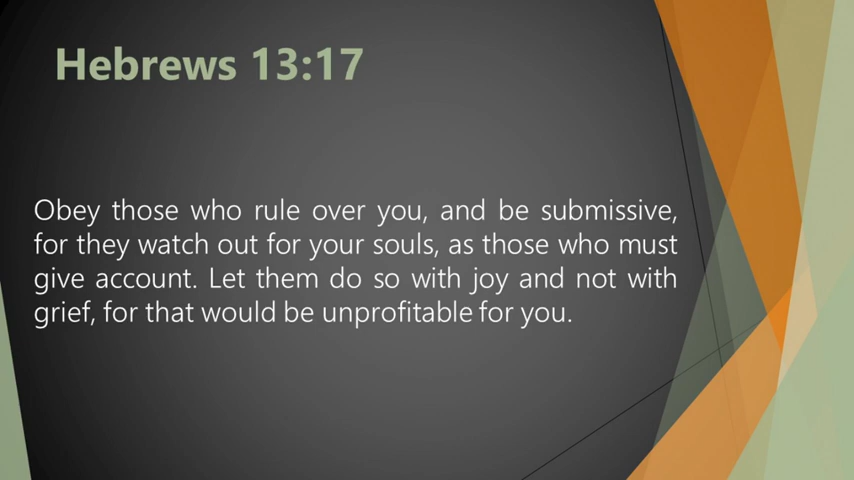 Hebrews 13:17
Obey those who rule over you, and be submissive,
for they watch out for your souls, as those who must
give account. Let them do so with joy and not with
grief, for that would be unprofitable for you.